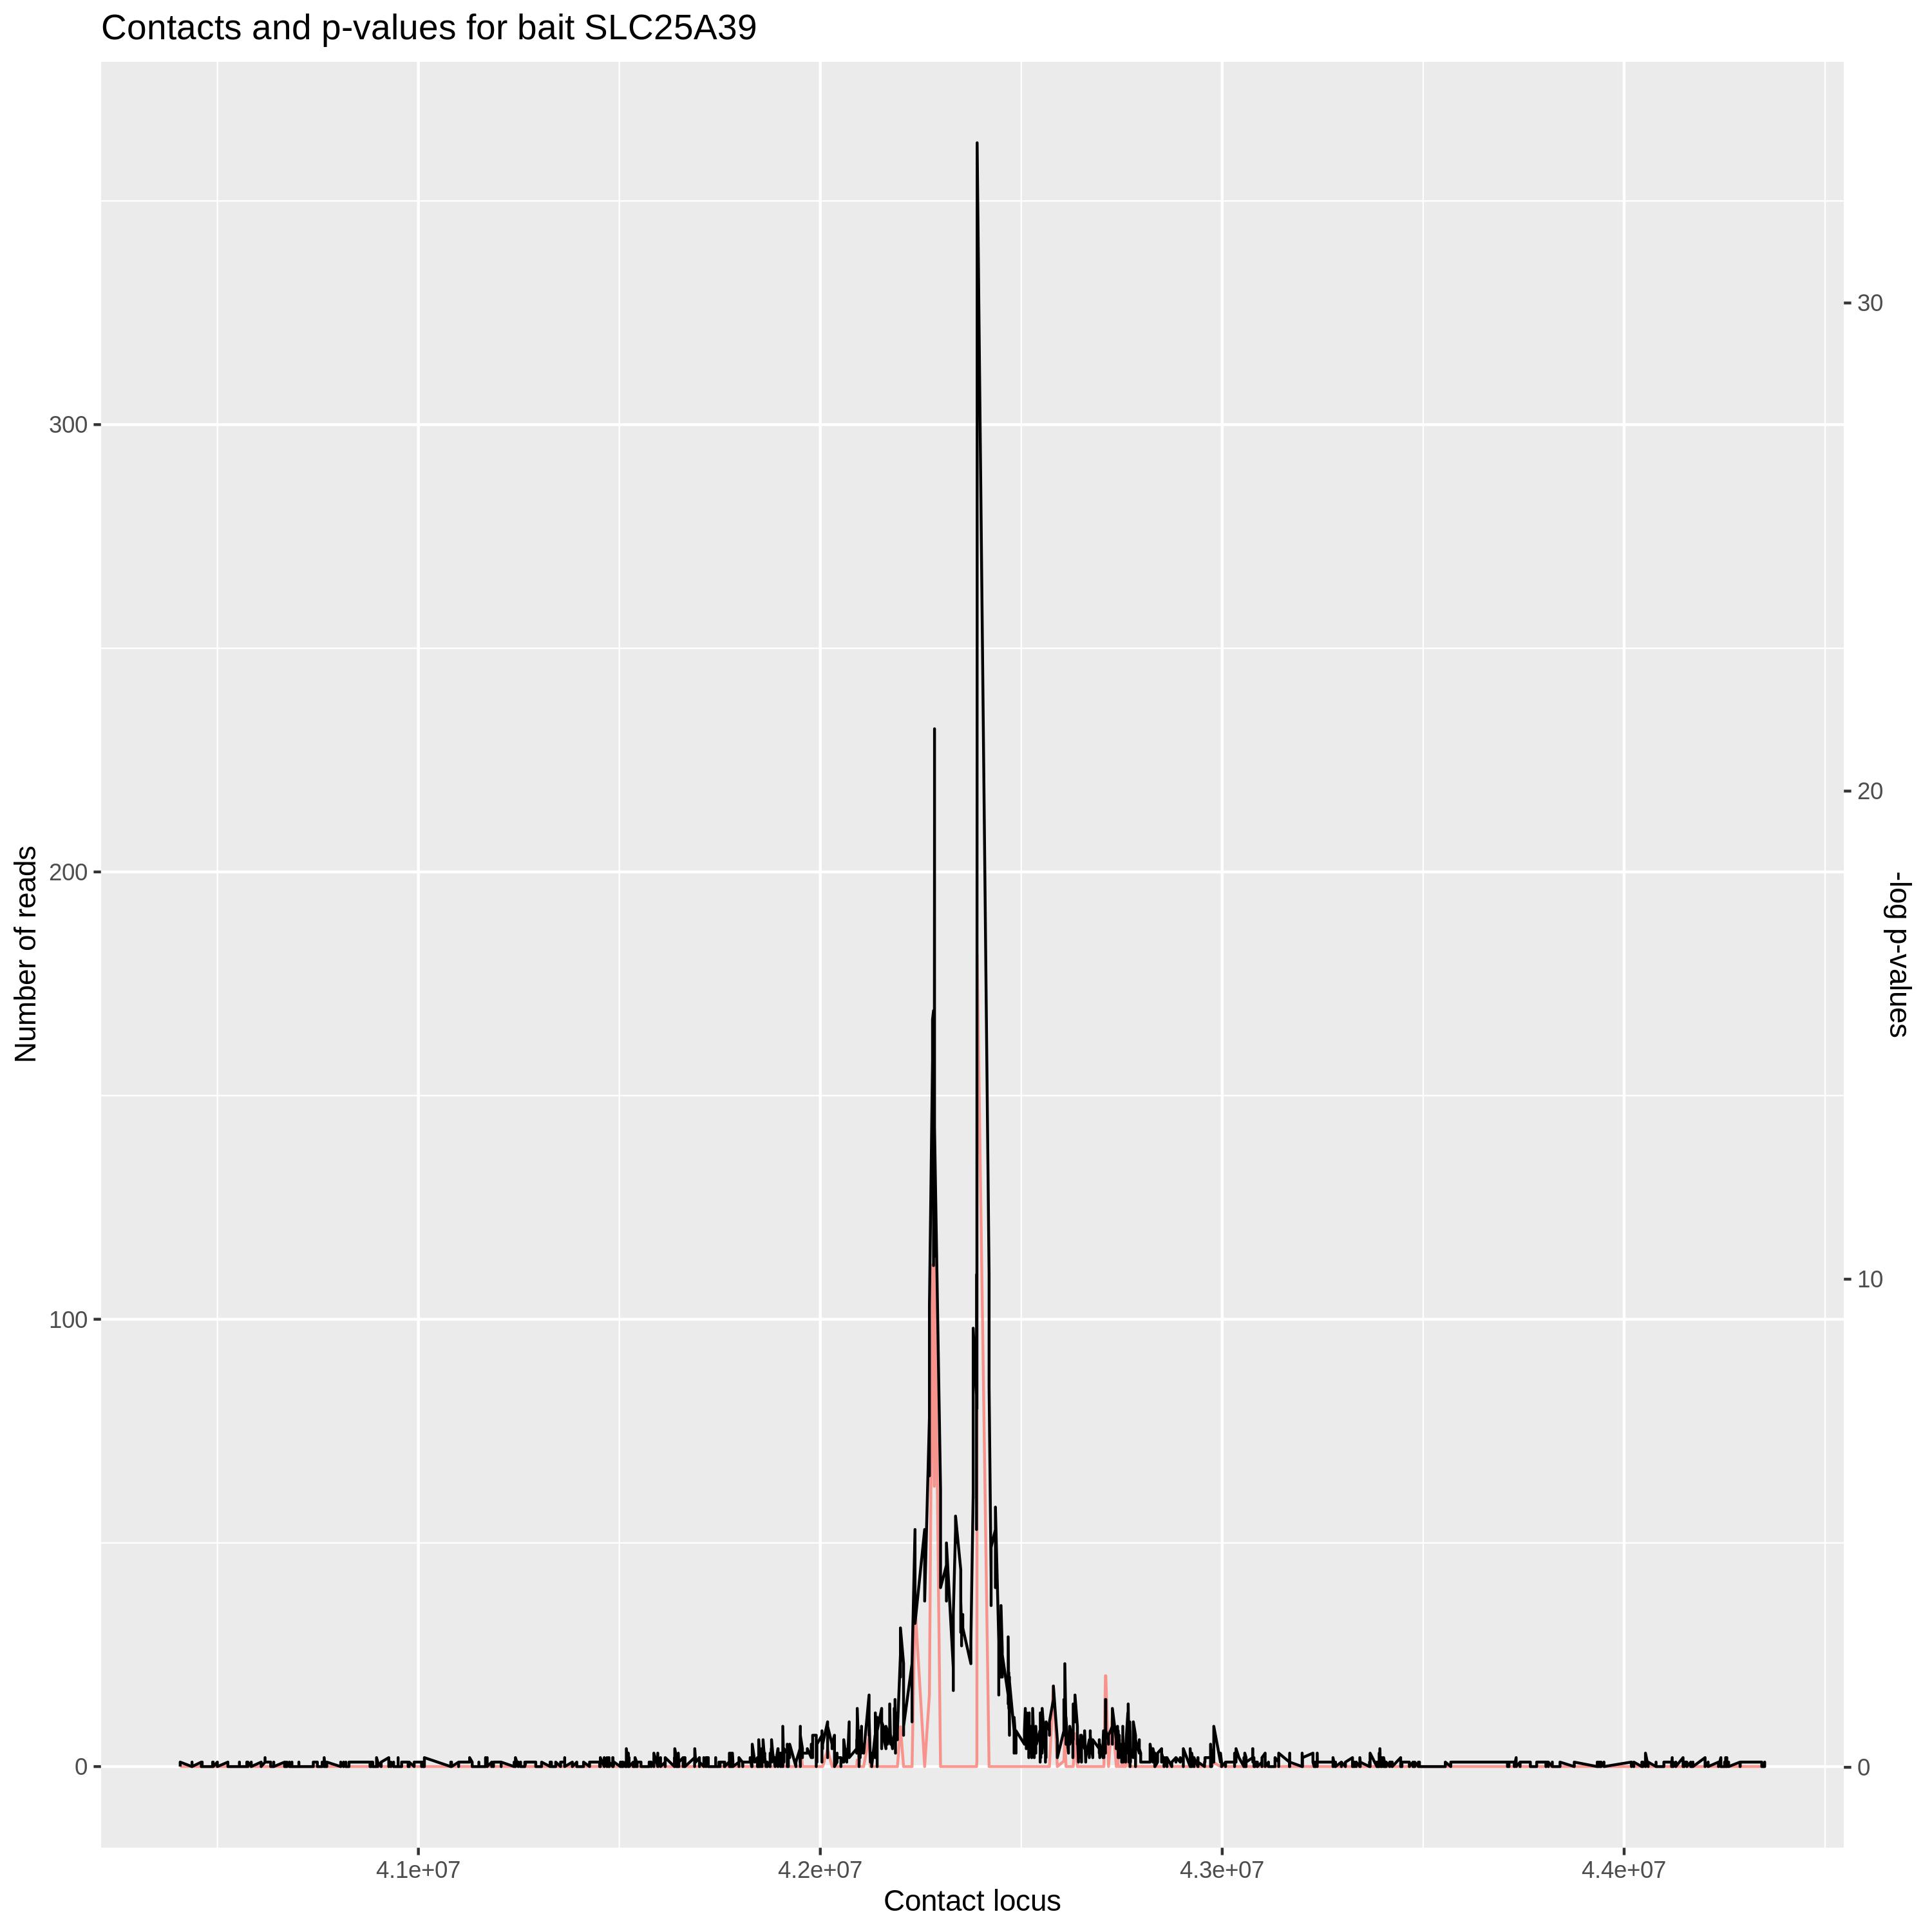 Contacts and p-values for bait SLC25A39
Number of reads
300
200
100
0
30
20
10
0
-log p-values
4.1e+07 4.2e+07 4.3e+07 4.4e+07
Contact locus